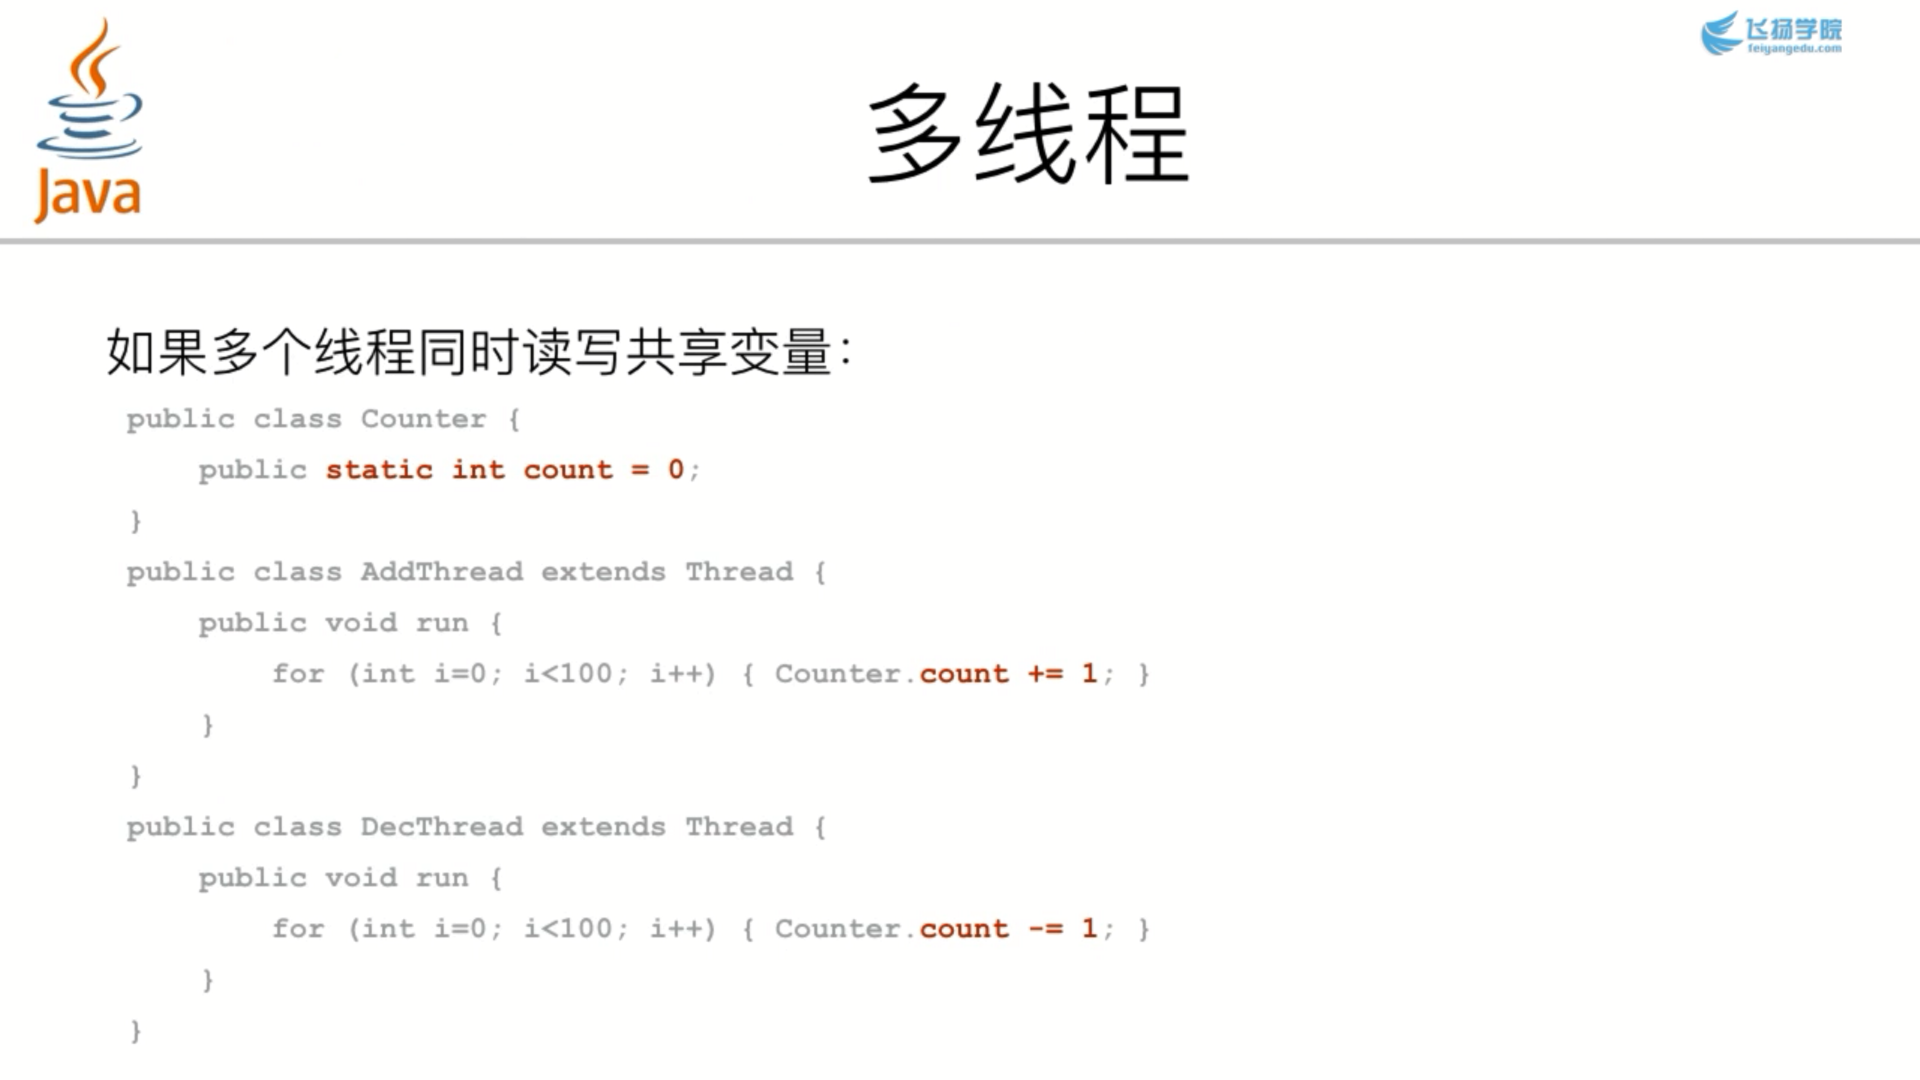 Java
飞扬学院
feiyangedu.com
多线程
如果多个线程同时读写共享变量：
public class Counter {
    public static int count = 0;
}
public class AddThread extends Thread {
    public void run {
        for (int i=0; i<100; i++) { Counter.count += 1; }
    }
}
public class DecThread extends Thread {
    public void run {
        for (int i=0; i<100; i++) { Counter.count -= 1; }
    }
}